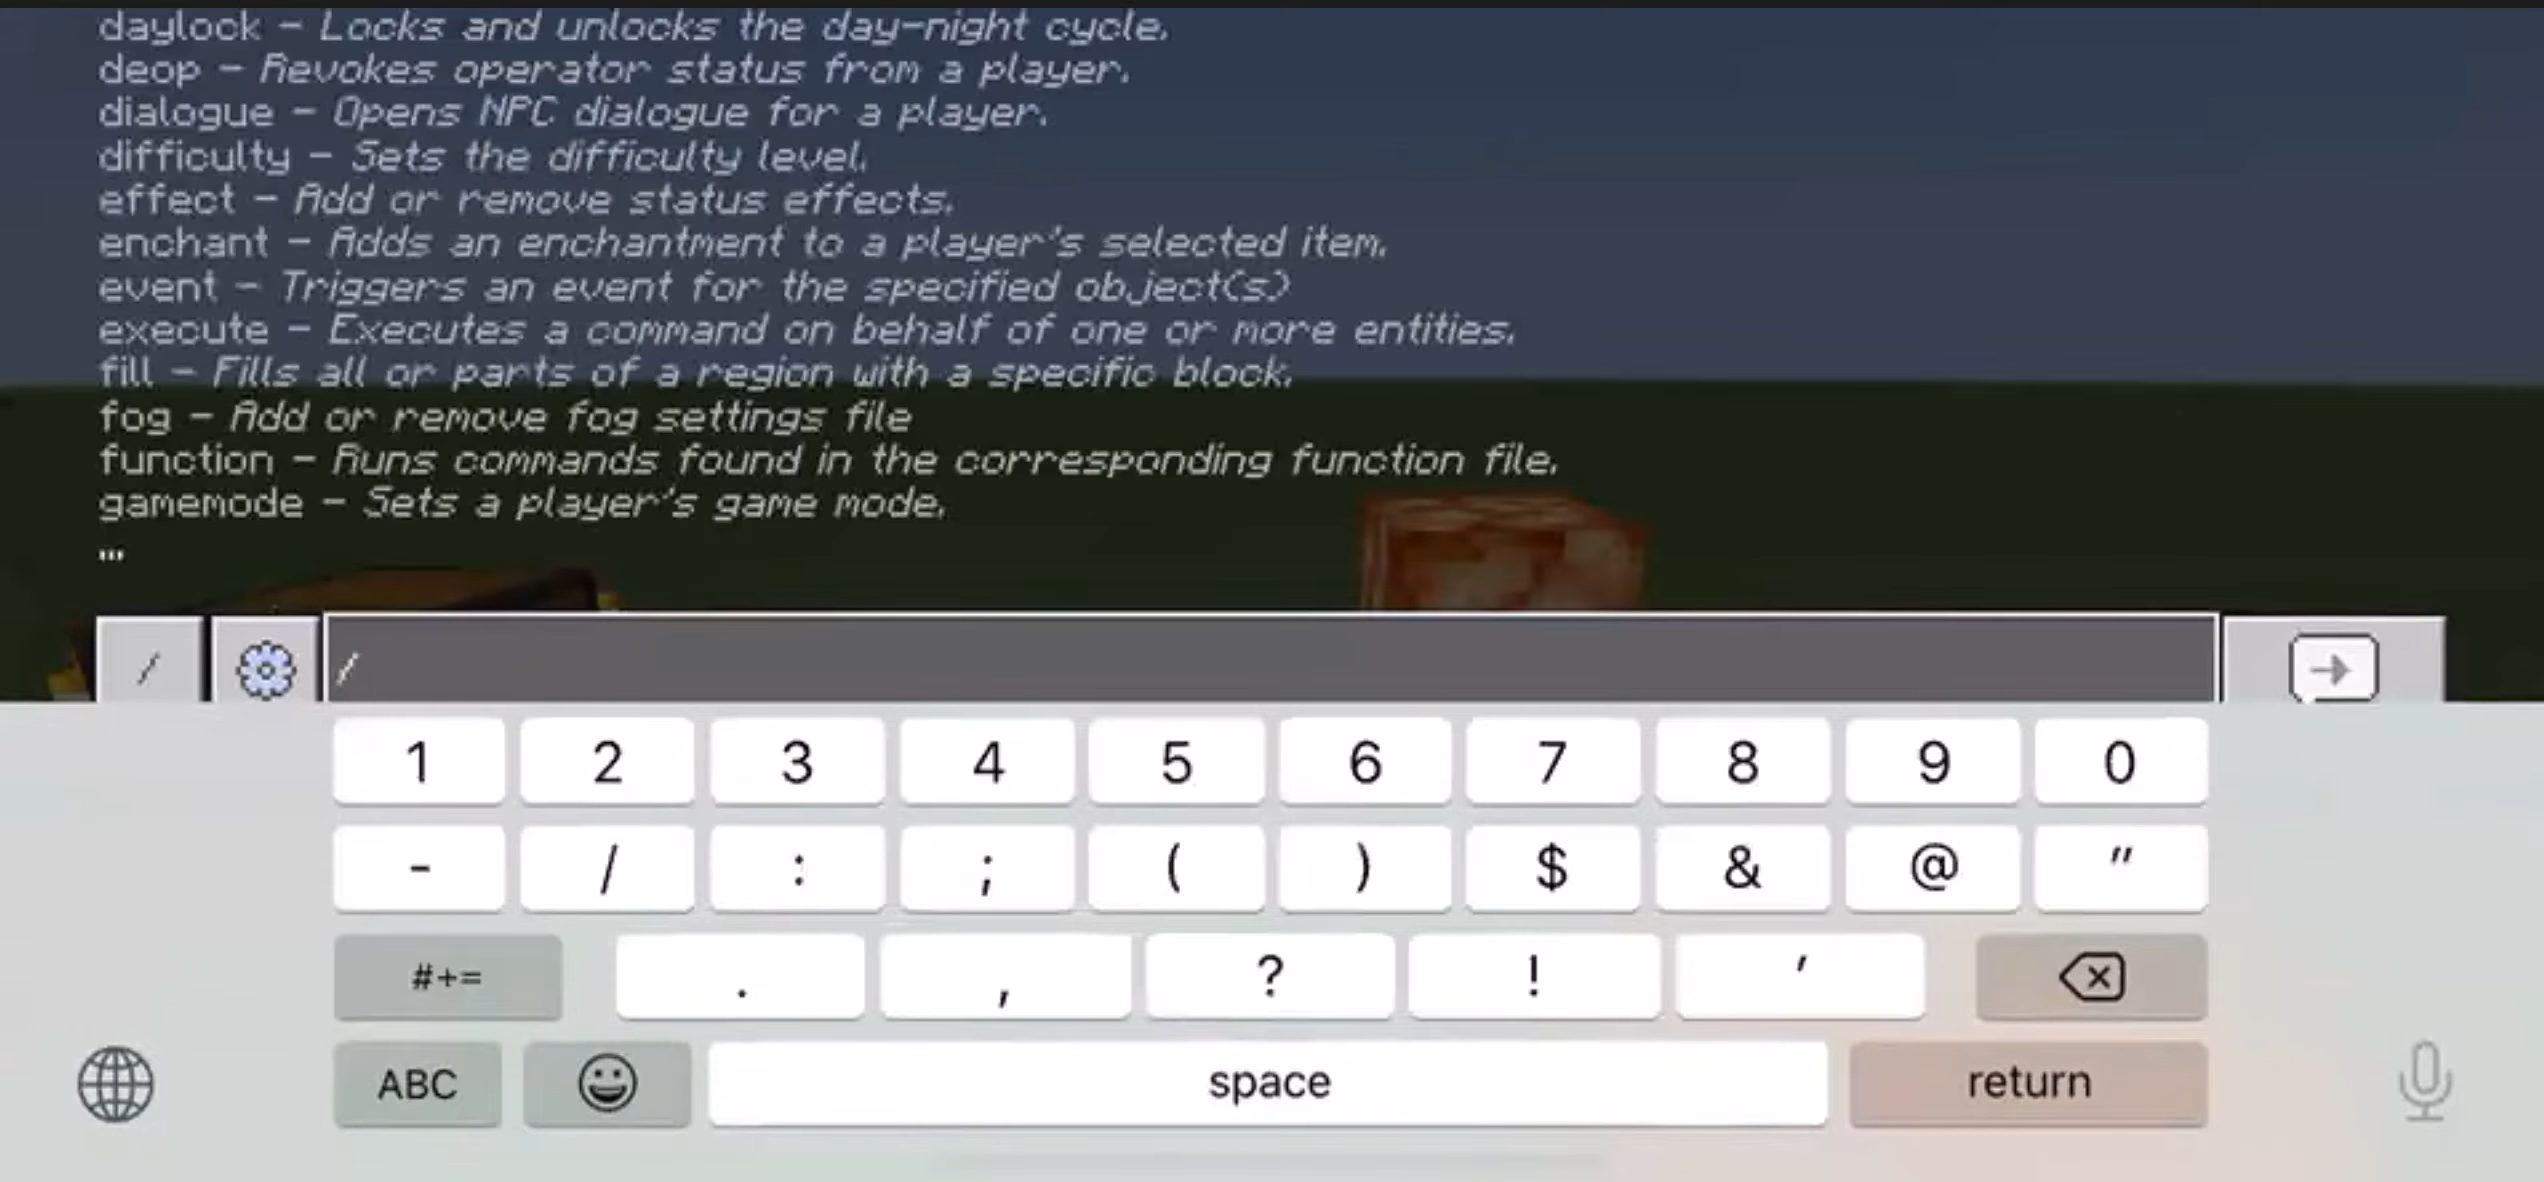 daylock – Locks and unlocks the day-night cycle.
deop – Revokes operator status from a player.
dialogue – Opens NPC dialogue for a player.
difficulty – Sets the difficulty level.
effect – Add or remove status effects.
enchant – Adds an enchantment to a player's selected item.
event – Triggers an event for the specified object(s)
execute – Executes a command on behalf of one or more entities.
fill – Fills all or parts of a region with a specific block.
fog – Add or remove fog settings file
function – Runs commands found in the corresponding function file.
gamemode – Sets a player's game mode.
...
/ /
1 2 3 4 5 6 7 8 9 0
- / : ; ( ) $ & @ "
#+= . , ? ! '
ABC space return